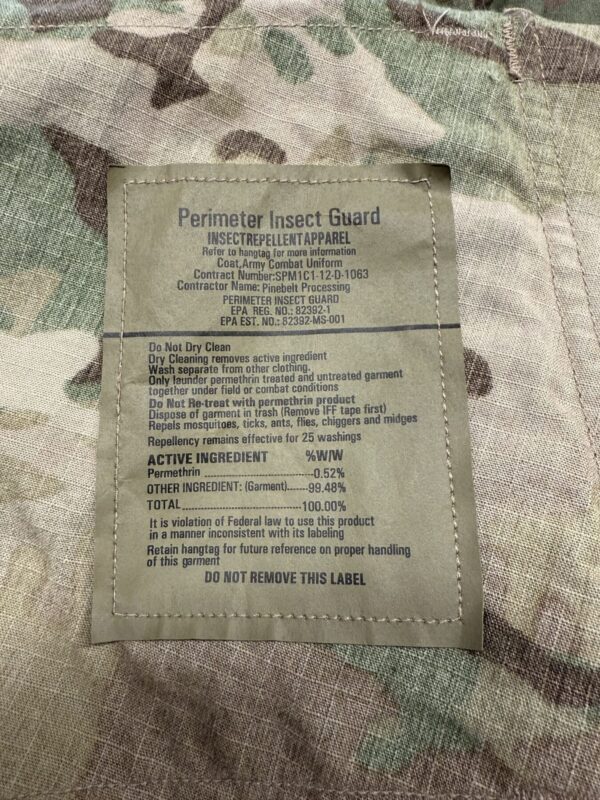 Perimeter Insect Guard
INSECTREPELLENTAPPAREL
Refer to hangtag for more information
Coat,Army Combat Uniform
Contract Number:SPM1C1-12-D-1063
Contractor Name: Pinebelt Processing
PERIMETER INSECT GUARD
EPA REG. NO.: 82392-1
EPA EST. NO.: 82392-MS-001
Do Not Dry Clean
Dry Cleaning removes active ingredient
Wash separate from other clothing.
Only launder permethrin treated and untreated garment
together under field or combat conditions
Do Not Re-treat with permethrin product
Dispose of garment in trash (Remove IFF tape first)
Repels mosquitoes, ticks, ants, flies, chiggers and midges
Repellency remains effective for 25 washings
ACTIVE INGREDIENT %W/W
Permethrin ................................0.52%
OTHER INGREDIENT: (Garment)......99.48%
TOTAL ...................................100.00%
It is violation of Federal law to use this product
in a manner inconsistent with its labeling
Retain hangtag for future reference on proper handling
of this garment
DO NOT REMOVE THIS LABEL